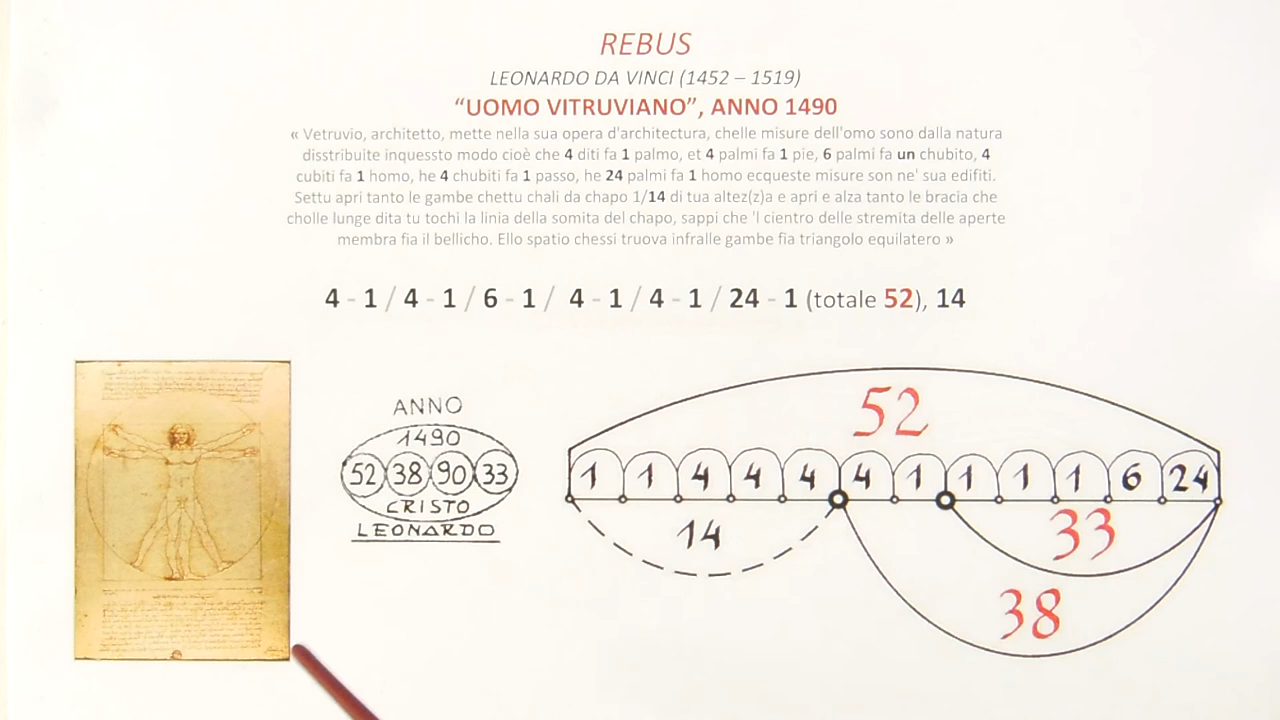 REBUS
LEONARDO DA VINCI (1452 – 1519)
“UOMO VITRUVIANO”, ANNO 1490
« Vetruvio, architetto, mette nella sua opera d'architectura, chelle misure dell'omo sono dalla natura
disstribuite inquessto modo cioè che 4 diti fa 1 palmo, et 4 palmi fa 1 pie, 6 palmi fa un chubito, 4
cubiti fa 1 homo, he 4 chubiti fa 1 passo, he 24 palmi fa 1 homo ecqueste misure son ne' sua edifiti.
Settu apri tanto le gambe chettu chali da chapo 1/14 di tua altez(z)a e apri e alza tanto le bracia che
cholle lunge dita tu tochi la linia della somita del chapo, sappi che 'l cientro delle stremita delle aperte
membra fia il bellicho. Ello spatio chessi truova infralle gambe fia triangolo equilatero »
4 - 1 / 4 - 1 / 6 - 1 / 4 - 1 / 4 - 1 / 24 - 1 (totale 52), 14
ANNO
1490
52 38 90 33
CRISTO
LEONARDO
52
1 1 4 4 4 4 1 1 1 1 6 24
14
33
38